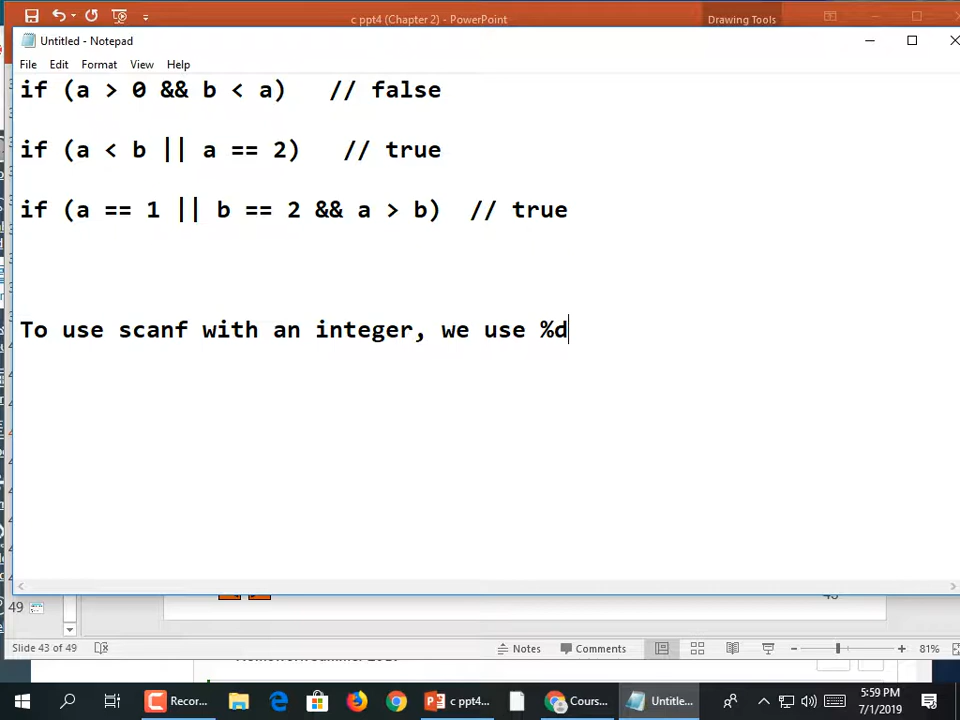 c ppt4 (Chapter 2) - PowerPoint
Drawing Tools
Untitled - Notepad
File Edit Format View Help
if (a > 0 && b < a) // false
if (a < b || a == 2) // true
if (a == 1 || b == 2 && a > b) // true
To use scanf with an integer, we use %d
49
Slide 43 of 49
Notes
Comments
81%
Recor...
c ppt4...
Cours...
Untitle...
5:59 PM
7/1/2019